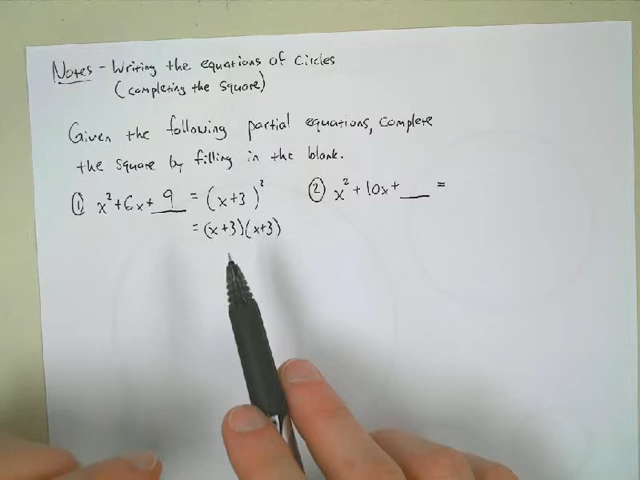 Notes - Writing the equations of circles
(completing the square)
Given the following partial equations, complete
the square by filling in the blank.
① x² + 6x + 9 = (x+3)²
= (x+3)(x+3)
② x² + 10x + ___ =